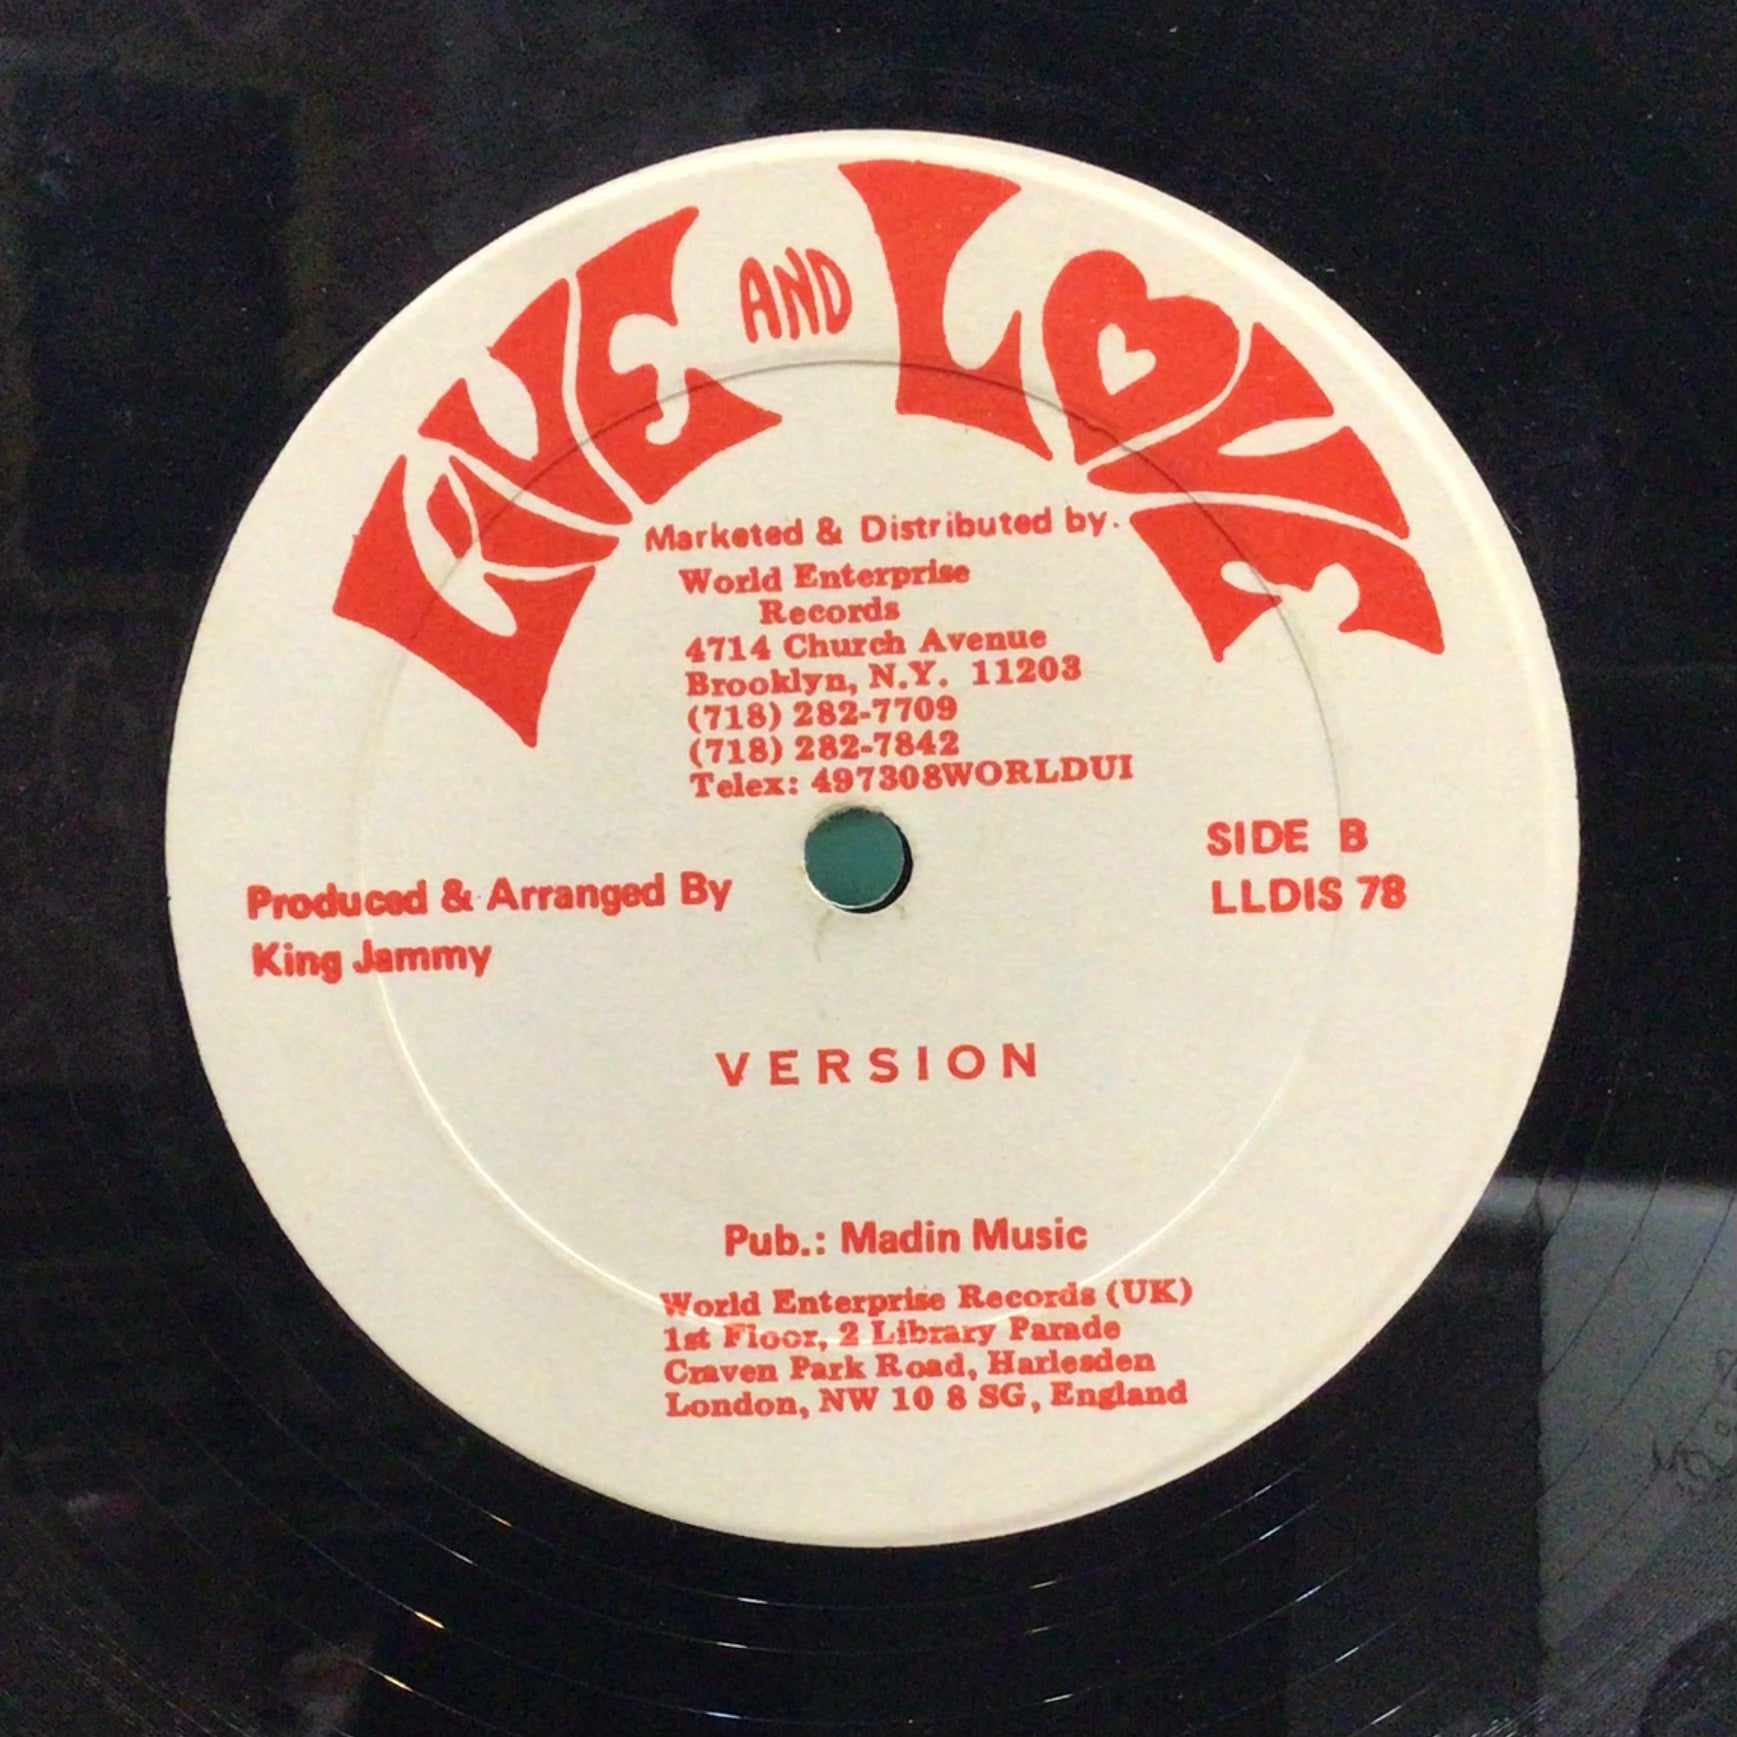 LIVE AND LOVE
Marketed & Distributed by.
World Enterprise
Records
4714 Church Avenue
Brooklyn, N.Y. 11203
(718) 282-7709
(718) 282-7842
Telex: 497308WORLDUI
SIDE B
LLDIS 78
Produced & Arranged By
King Jammy
VERSION
Pub.: Madin Music
World Enterprise Records (UK)
1st Floor, 2 Library Parade
Craven Park Road, Harlesden
London, NW 10 8 SG, England